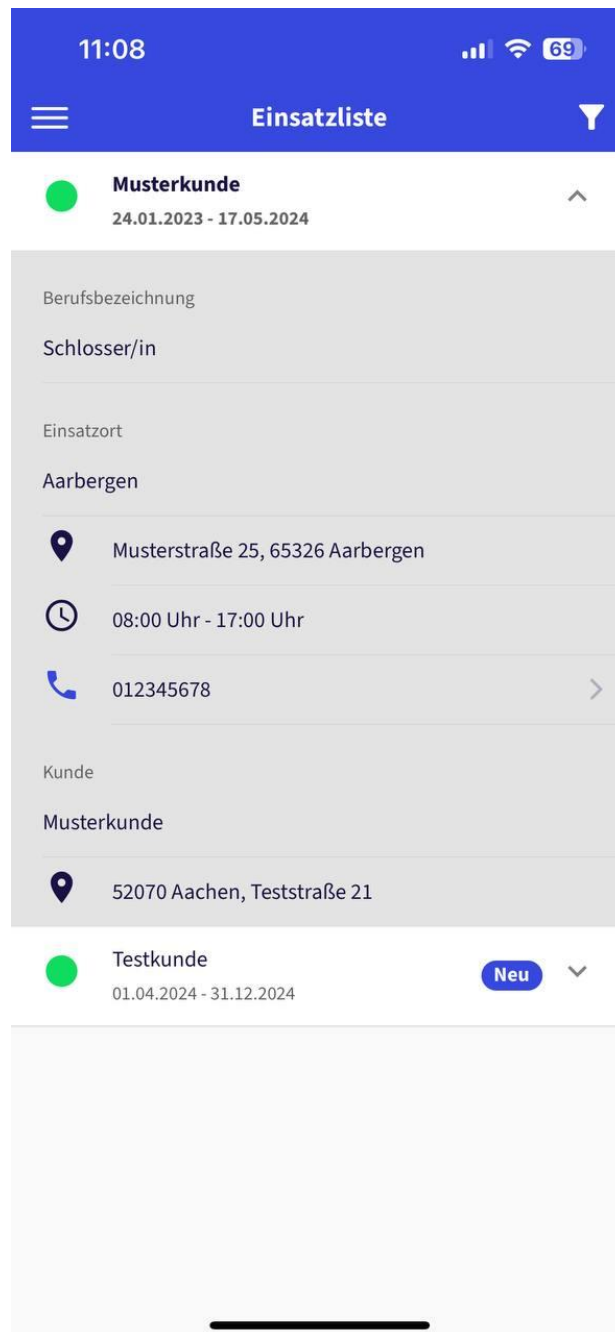 11:08
69
Einsatzliste
Musterkunde
24.01.2023 - 17.05.2024
Berufsbezeichnung
Schlosser/in
Einsatzort
Aarbergen
Musterstraße 25, 65326 Aarbergen
08:00 Uhr - 17:00 Uhr
012345678
Kunde
Musterkunde
52070 Aachen, Teststraße 21
Testkunde
Neu
01.04.2024 - 31.12.2024